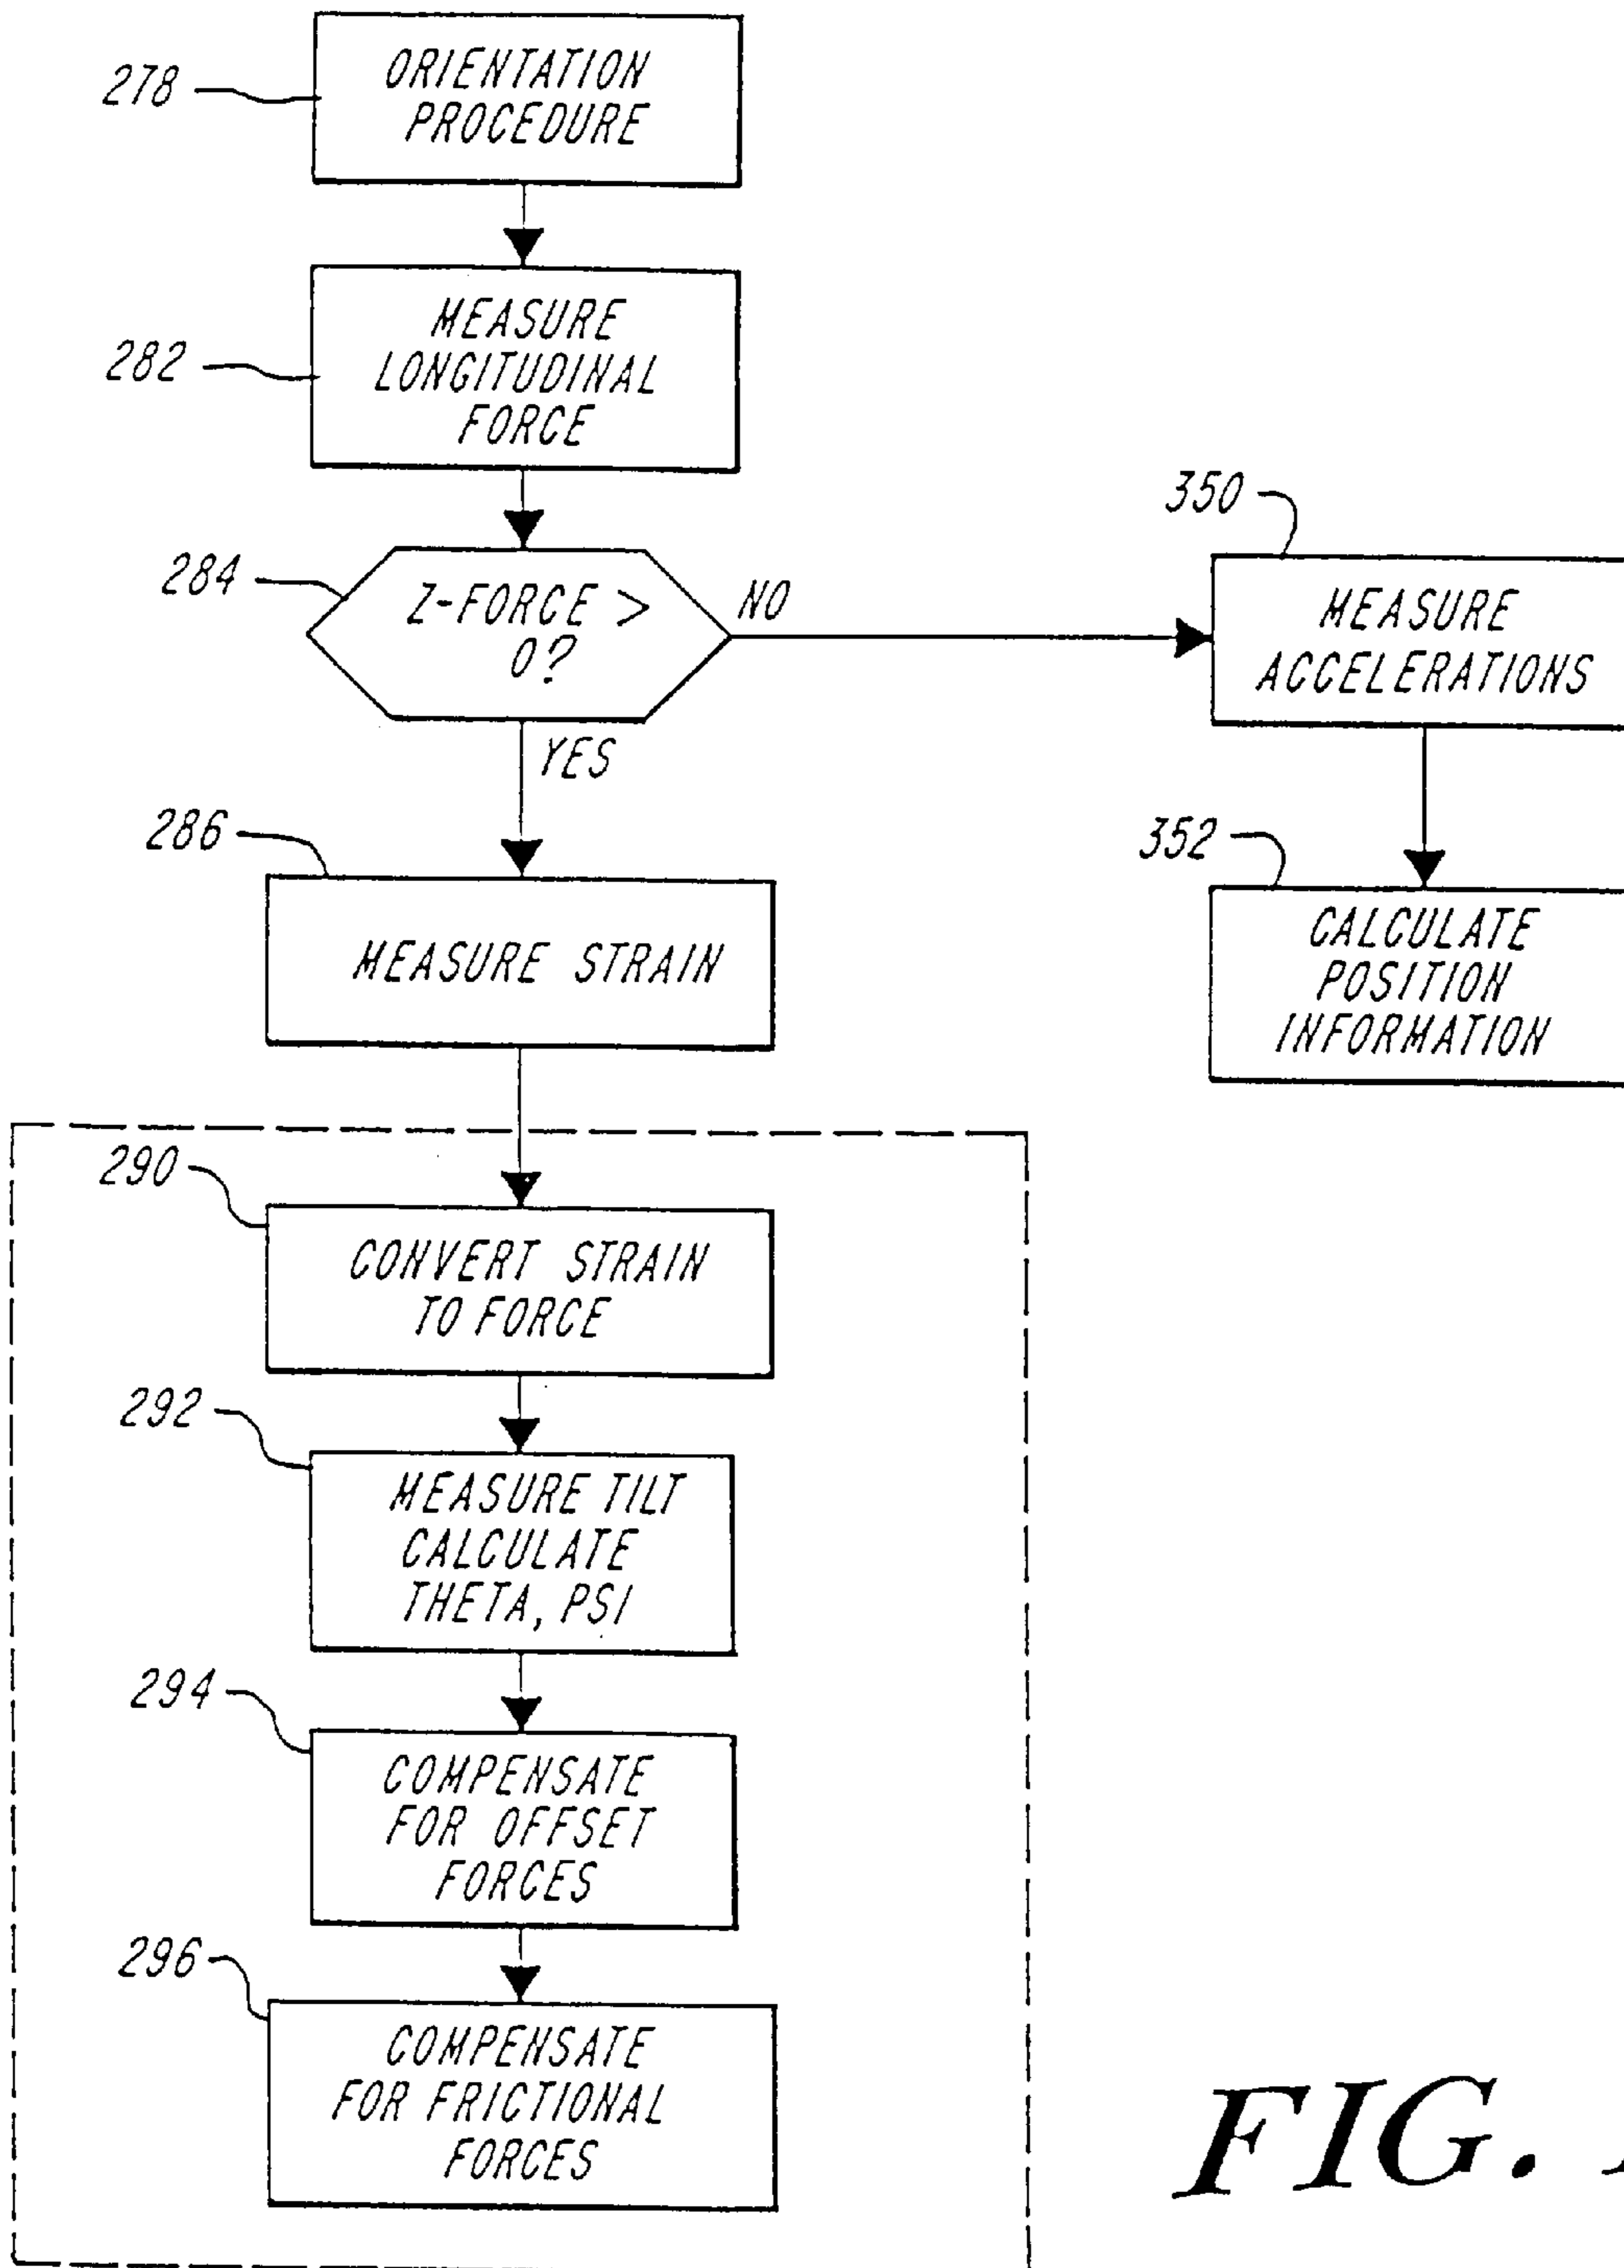 278
ORIENTATION
PROCEDURE
282
MEASURE
LONGITUDINAL
FORCE
284
Z-FORCE >
0?
NO
YES
350
MEASURE
ACCELERATIONS
352
CALCULATE
POSITION
INFORMATION
286
MEASURE STRAIN
290
CONVERT STRAIN
TO FORCE
292
MEASURE TILT
CALCULATE
THETA, PSI
294
COMPENSATE
FOR OFFSET
FORCES
296
COMPENSATE
FOR FRICTIONAL
FORCES
FIG.